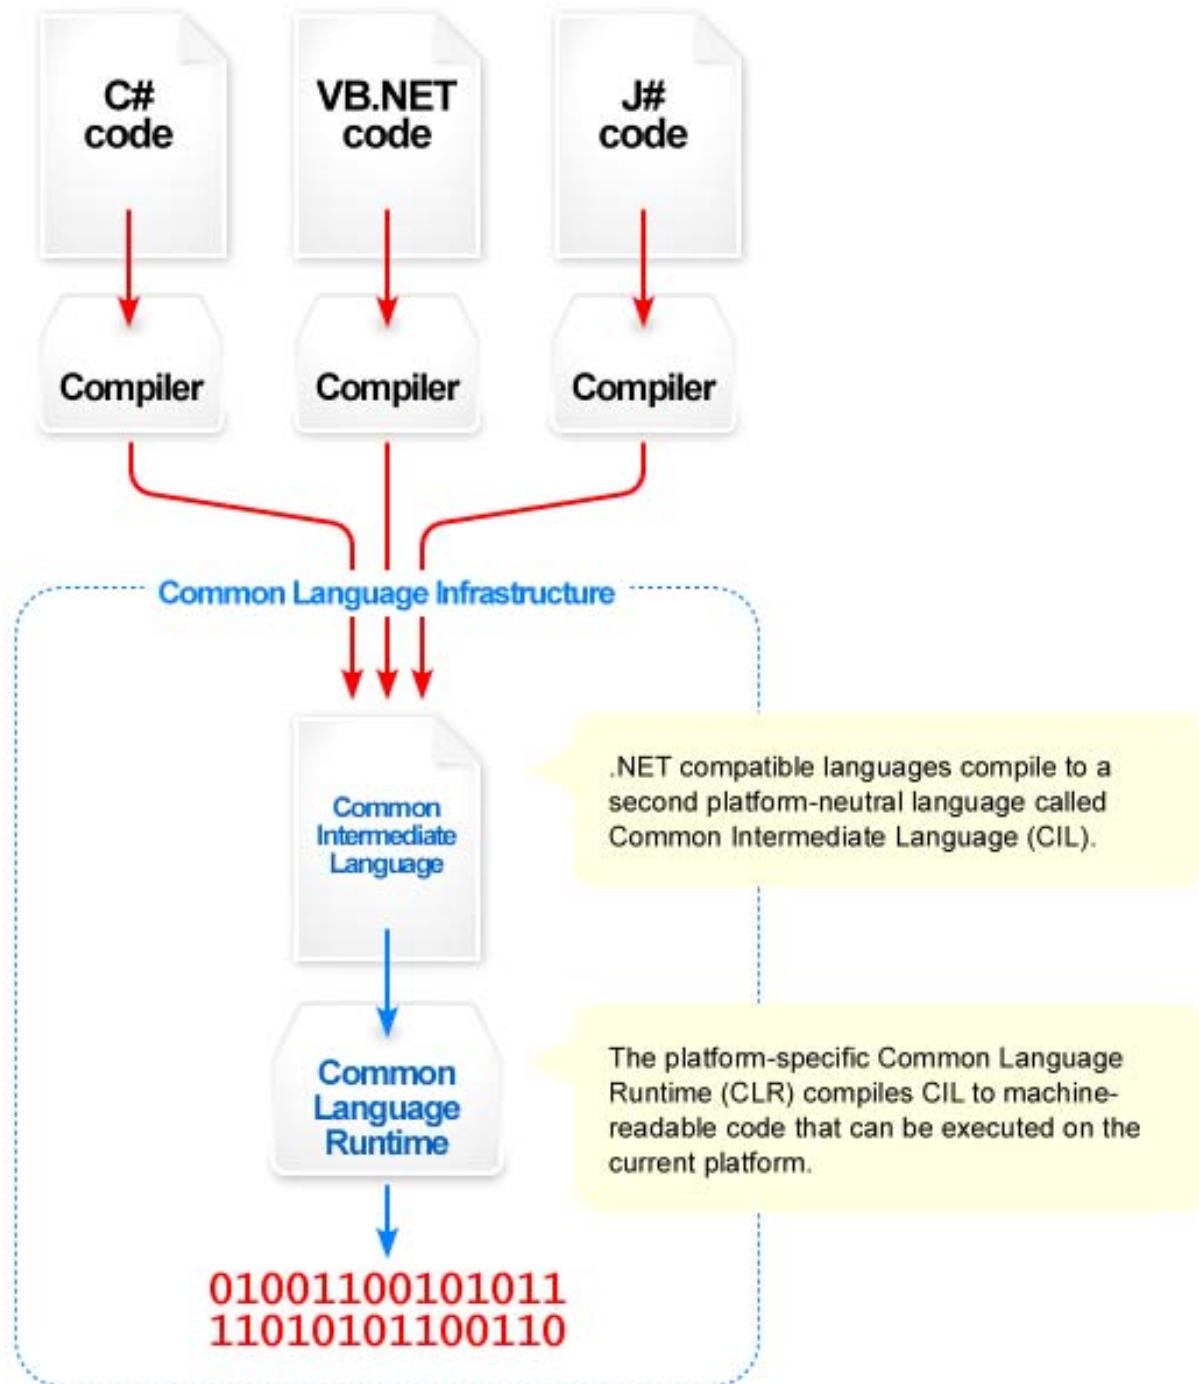 C#
code
VB.NET
code
J#
code
Compiler
Compiler
Compiler
Common Language Infrastructure
Common
Intermediate
Language
.NET compatible languages compile to a
second platform-neutral language called
Common Intermediate Language (CIL).
Common
Language
Runtime
The platform-specific Common Language
Runtime (CLR) compiles CIL to machine-
readable code that can be executed on the
current platform.
01001100101011
11010101100110